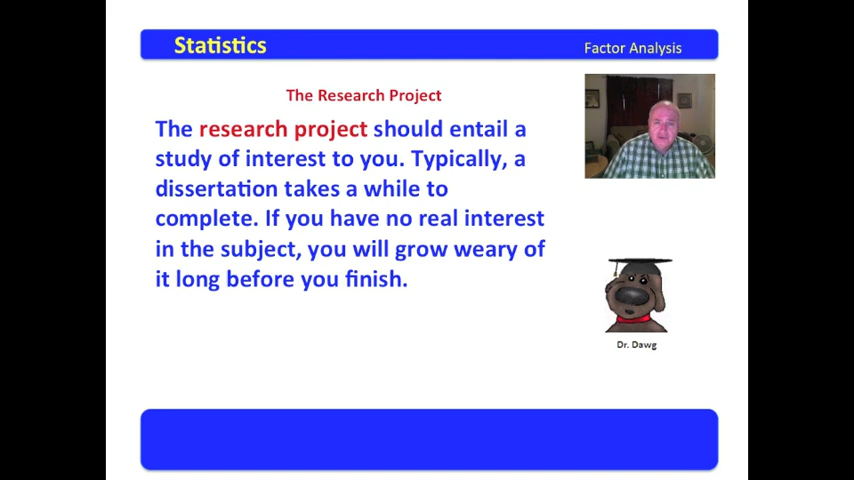 Statistics
Factor Analysis
The Research Project
The research project should entail a
study of interest to you. Typically, a
dissertation takes a while to
complete. If you have no real interest
in the subject, you will grow weary of
it long before you finish.
Dr. Dawg